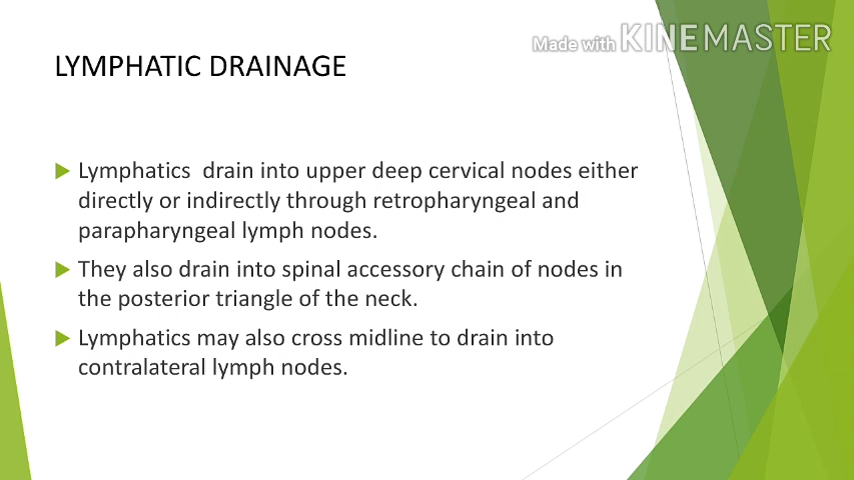 Made with KINEMASTER
LYMPHATIC DRAINAGE
Lymphatics drain into upper deep cervical nodes either
directly or indirectly through retropharyngeal and
parapharyngeal lymph nodes.
They also drain into spinal accessory chain of nodes in
the posterior triangle of the neck.
Lymphatics may also cross midline to drain into
contralateral lymph nodes.